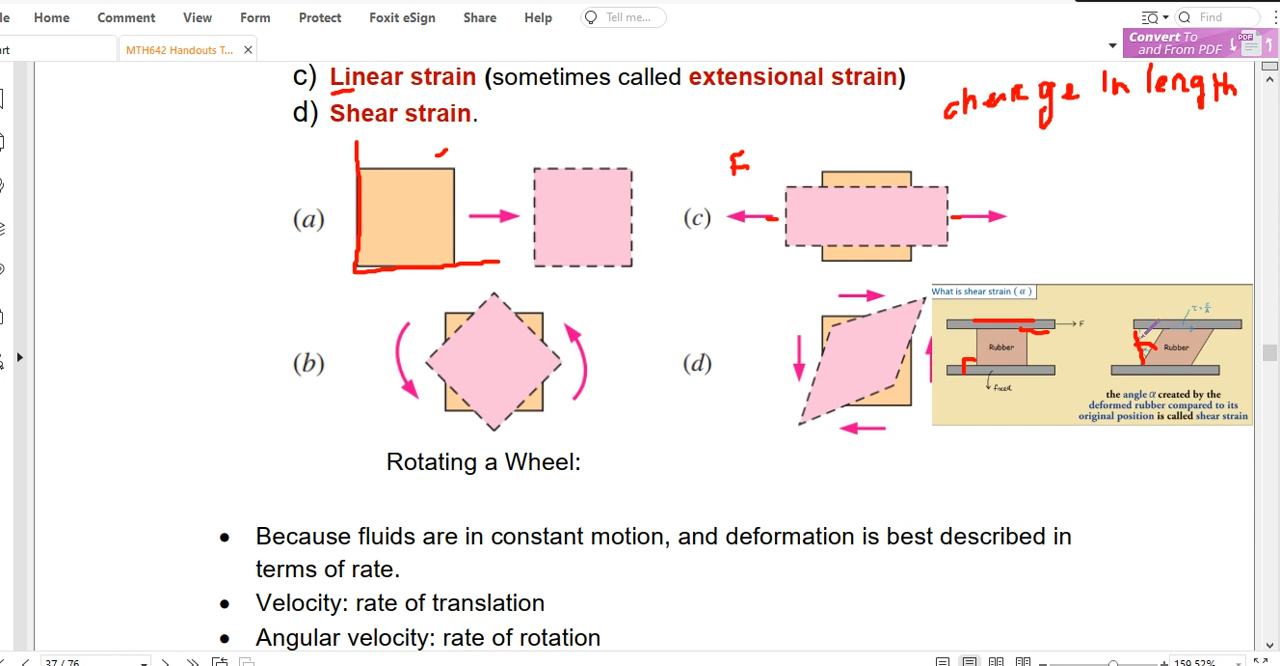 Home Comment View Form Protect Foxit eSign Share Help Tell me... Find
Convert To
and From PDF
PDF
MTH642 Handouts T...
c) Linear strain (sometimes called extensional strain)
d) Shear strain.
change in length
F
(a)
(c)
(b)
(d)
What is shear strain (α)
F
Rubber
fixed
Rubber
the angle α created by the
deformed rubber compared to its
original position is called shear strain
Rotating a Wheel:
• Because fluids are in constant motion, and deformation is best described in
terms of rate.
• Velocity: rate of translation
• Angular velocity: rate of rotation
37 / 76
159.52%